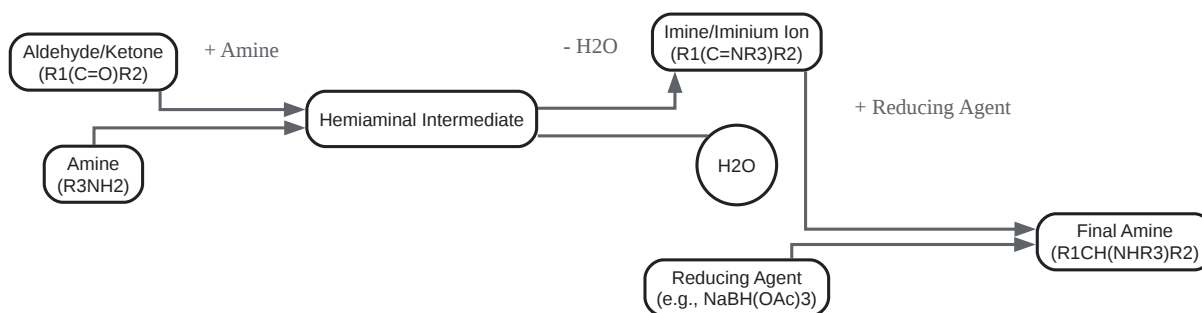 Aldehyde/Ketone
(R1(C=O)R2)
+ Amine
- H2O
Imine/Iminium Ion
(R1(C=NR3)R2)
+ Reducing Agent
Hemiaminal Intermediate
Amine
(R3NH2)
H2O
Final Amine
(R1CH(NHR3)R2)
Reducing Agent
(e.g., NaBH(OAc)3)